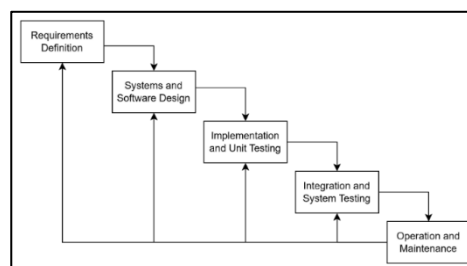 Requirements
Definition
Systems and
Software Design
Implementation
and Unit Testing
Integration and
System Testing
Operation and
Maintenance